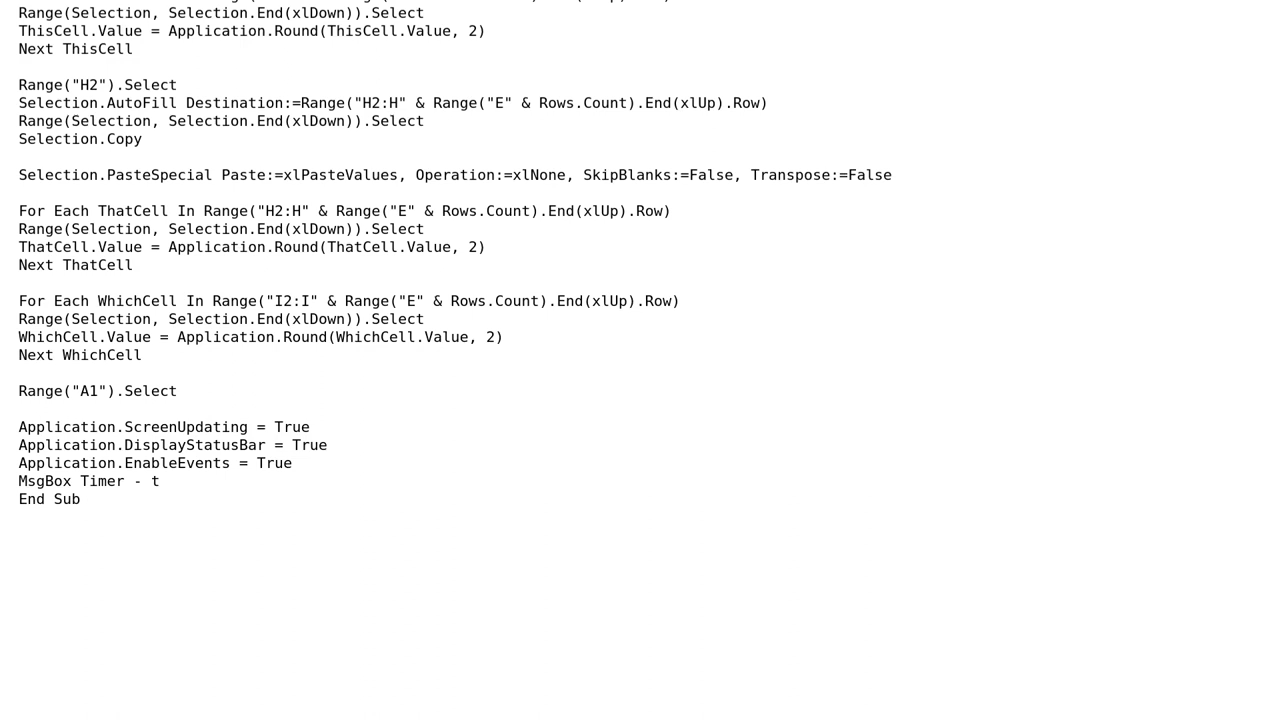 Range(Selection, Selection.End(xlDown)).Select
ThisCell.Value = Application.Round(ThisCell.Value, 2)
Next ThisCell
Range("H2").Select
Selection.AutoFill Destination:=Range("H2:H" & Range("E" & Rows.Count).End(xlUp).Row)
Range(Selection, Selection.End(xlDown)).Select
Selection.Copy
Selection.PasteSpecial Paste:=xlPasteValues, Operation:=xlNone, SkipBlanks:=False, Transpose:=False
For Each ThatCell In Range("H2:H" & Range("E" & Rows.Count).End(xlUp).Row)
Range(Selection, Selection.End(xlDown)).Select
ThatCell.Value = Application.Round(ThatCell.Value, 2)
Next ThatCell
For Each WhichCell In Range("I2:I" & Range("E" & Rows.Count).End(xlUp).Row)
Range(Selection, Selection.End(xlDown)).Select
WhichCell.Value = Application.Round(WhichCell.Value, 2)
Next WhichCell
Range("A1").Select
Application.ScreenUpdating = True
Application.DisplayStatusBar = True
Application.EnableEvents = True
MsgBox Timer - t
End Sub